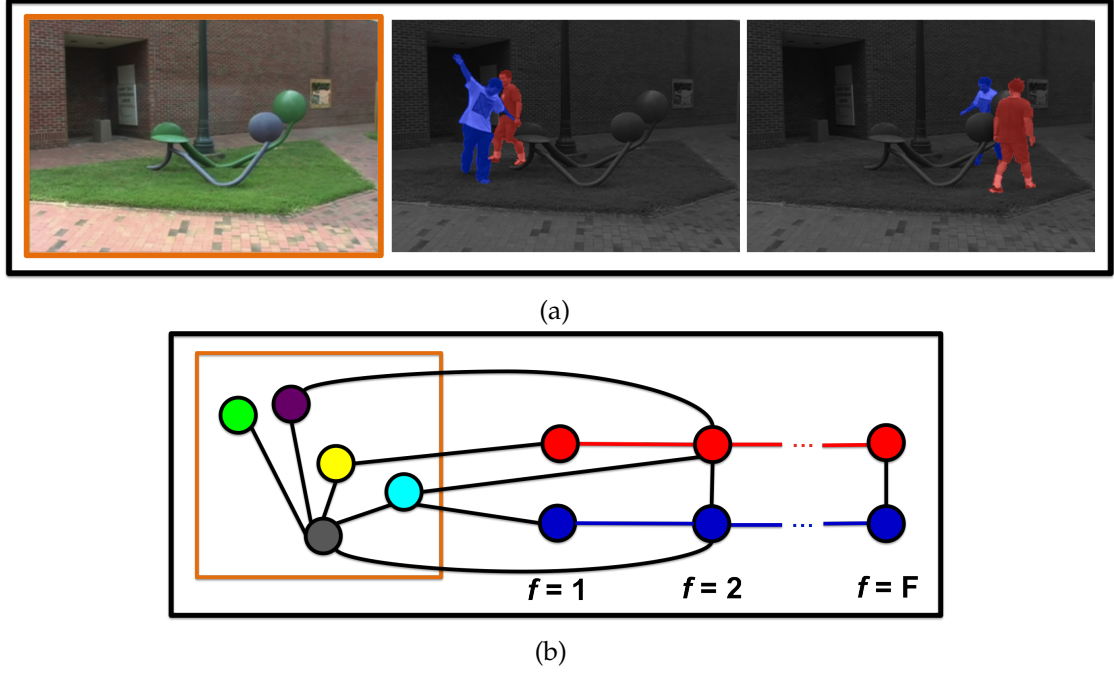 (a)
... ...
f = 1 f = 2 f = F
(b)